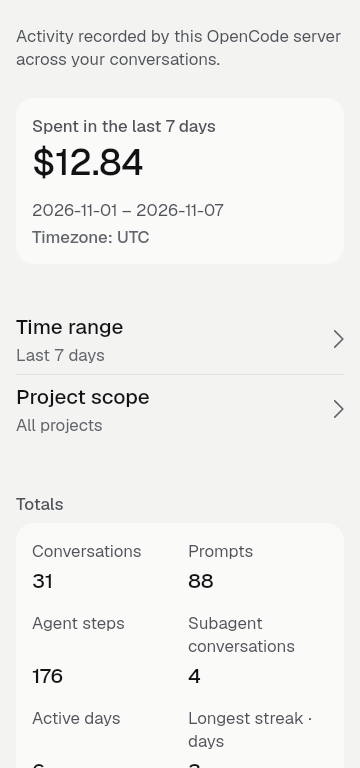 Activity recorded by this OpenCode server
across your conversations.
Spent in the last 7 days
$12.84
2026-11-01 – 2026-11-07
Timezone: UTC
Time range
Last 7 days
Project scope
All projects
Totals
Conversations
31
Prompts
88
Agent steps
176
Subagent
conversations
4
Active days
Longest streak ·
days